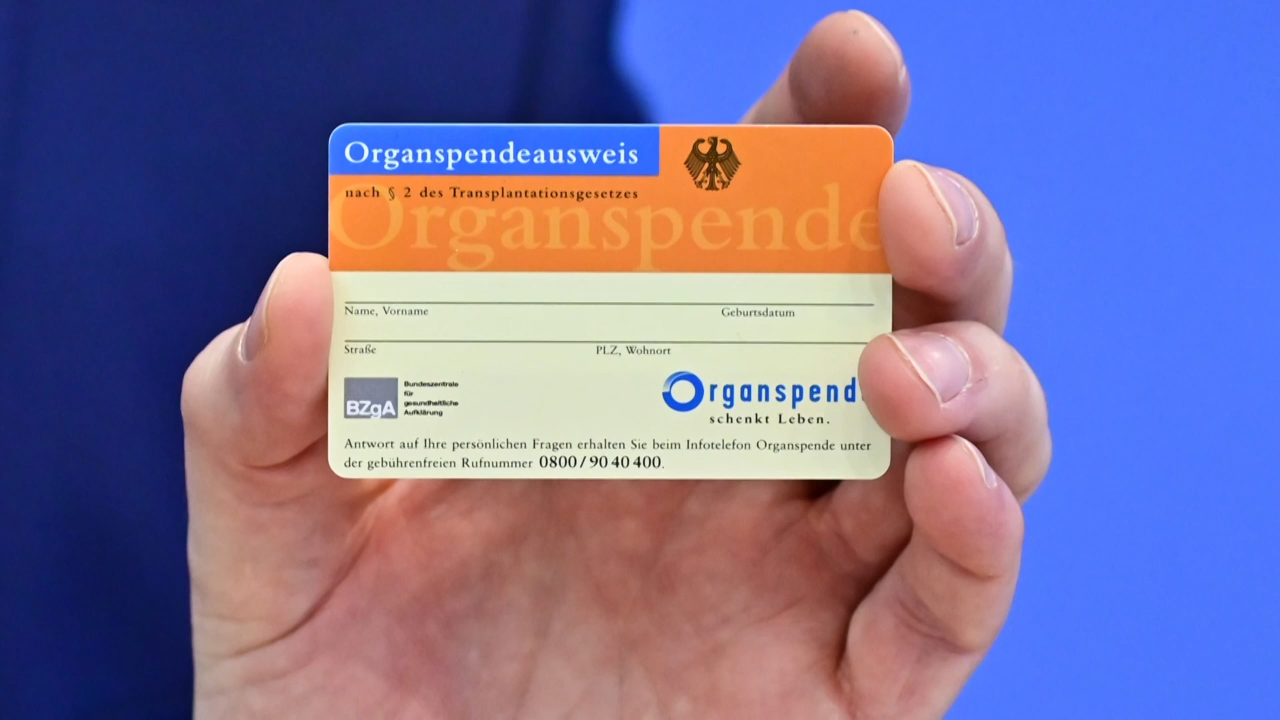 Organspendeausweis
nach § 2 des Transplantationsgesetzes
Organspende
Name, Vorname Geburtsdatum
Straße PLZ, Wohnort
BZgA
Bundeszentrale
für
gesundheitliche
Aufklärung
Organspend
schenkt Leben.
Antwort auf Ihre persönlichen Fragen erhalten Sie beim Infotelefon Organspende unter
der gebührenfreien Rufnummer 0800/90 40 400.